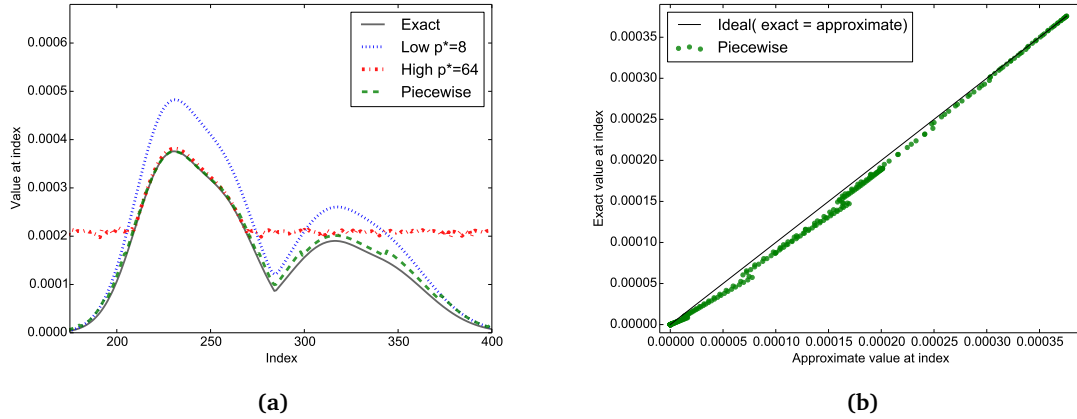 0.0006
0.0005
0.0004
0.0003
0.0002
0.0001
0.0000
Value at index
200
250
300
350
400
Index
Exact
Low p*=8
High p*=64
Piecewise
(a)
Ideal( exact = approximate)
Piecewise
0.00035
0.00030
0.00025
0.00020
0.00015
0.00010
0.00005
0.00000
Exact value at index
0.00000 0.00005 0.00010 0.00015 0.00020 0.00025 0.00030 0.00035
Approximate value at index
(b)